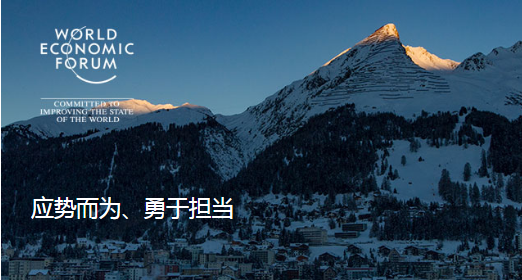 WORLD
ECONOMIC
FORUM
COMMITTED TO
IMPROVING THE STATE
OF THE WORLD
应势而为、勇于担当